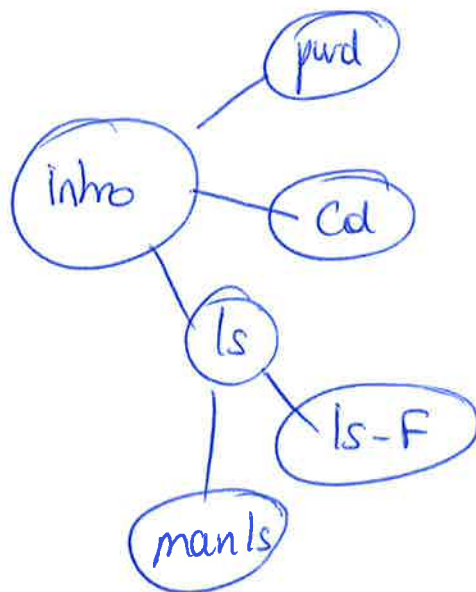 pwd
intro
cd
ls
ls-F
man ls